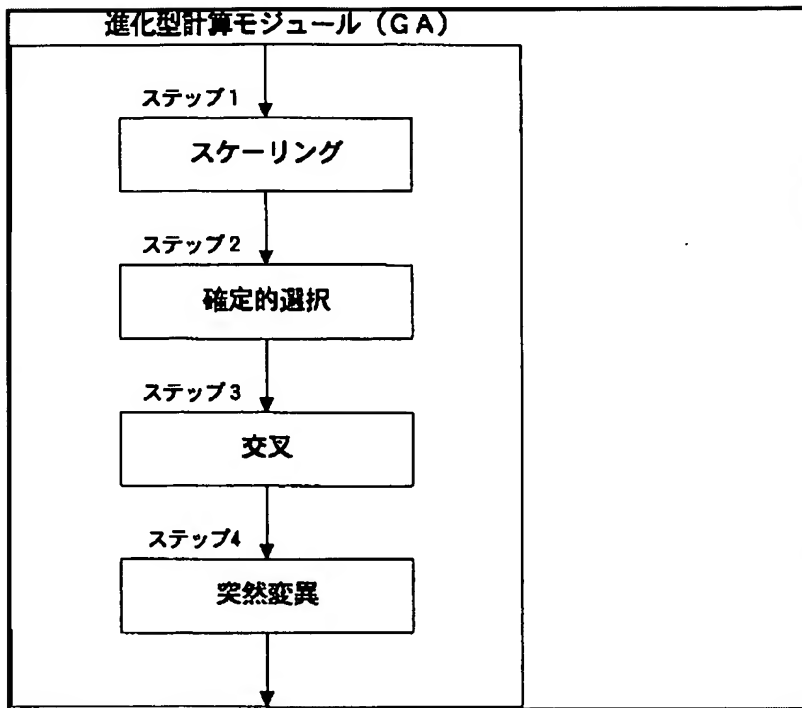 進化型計算モジュール（GA）
ステップ1
スケーリング
ステップ2
確定的選択
ステップ3
交叉
ステップ4
突然変異